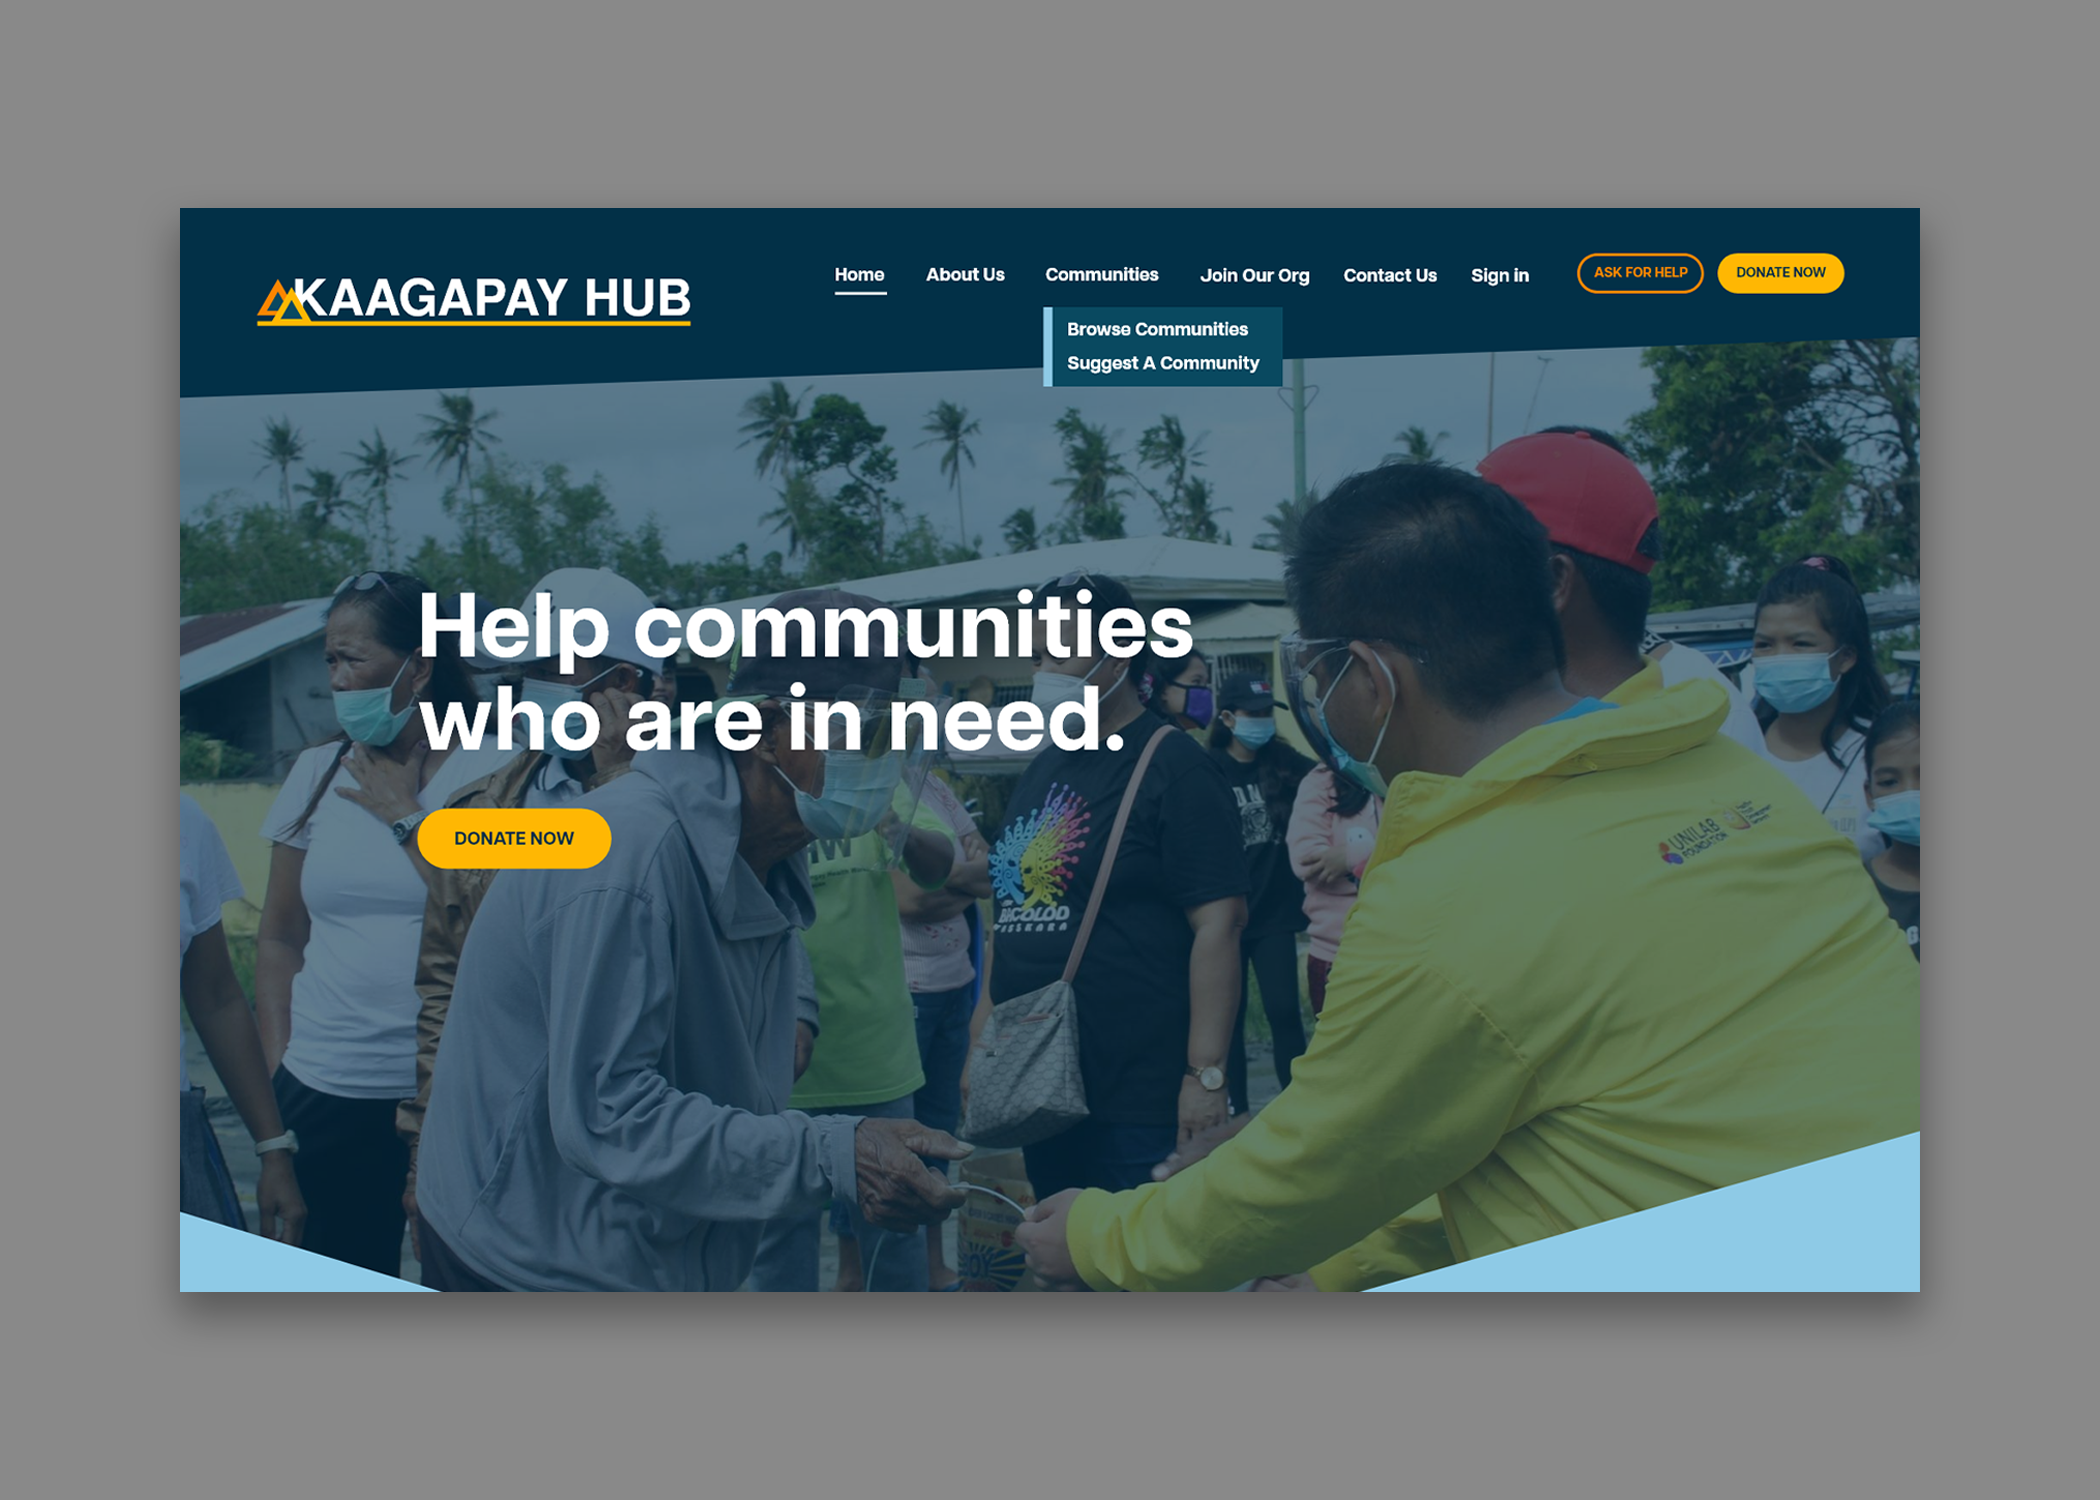 KAAGAPAY HUB
Home
About Us
Communities
Join Our Org
Contact Us
Sign in
ASK FOR HELP
DONATE NOW
Browse Communities
Suggest A Community
Help communities
who are in need.
DONATE NOW
UNILAB
FOUNDATION
BACOLOD